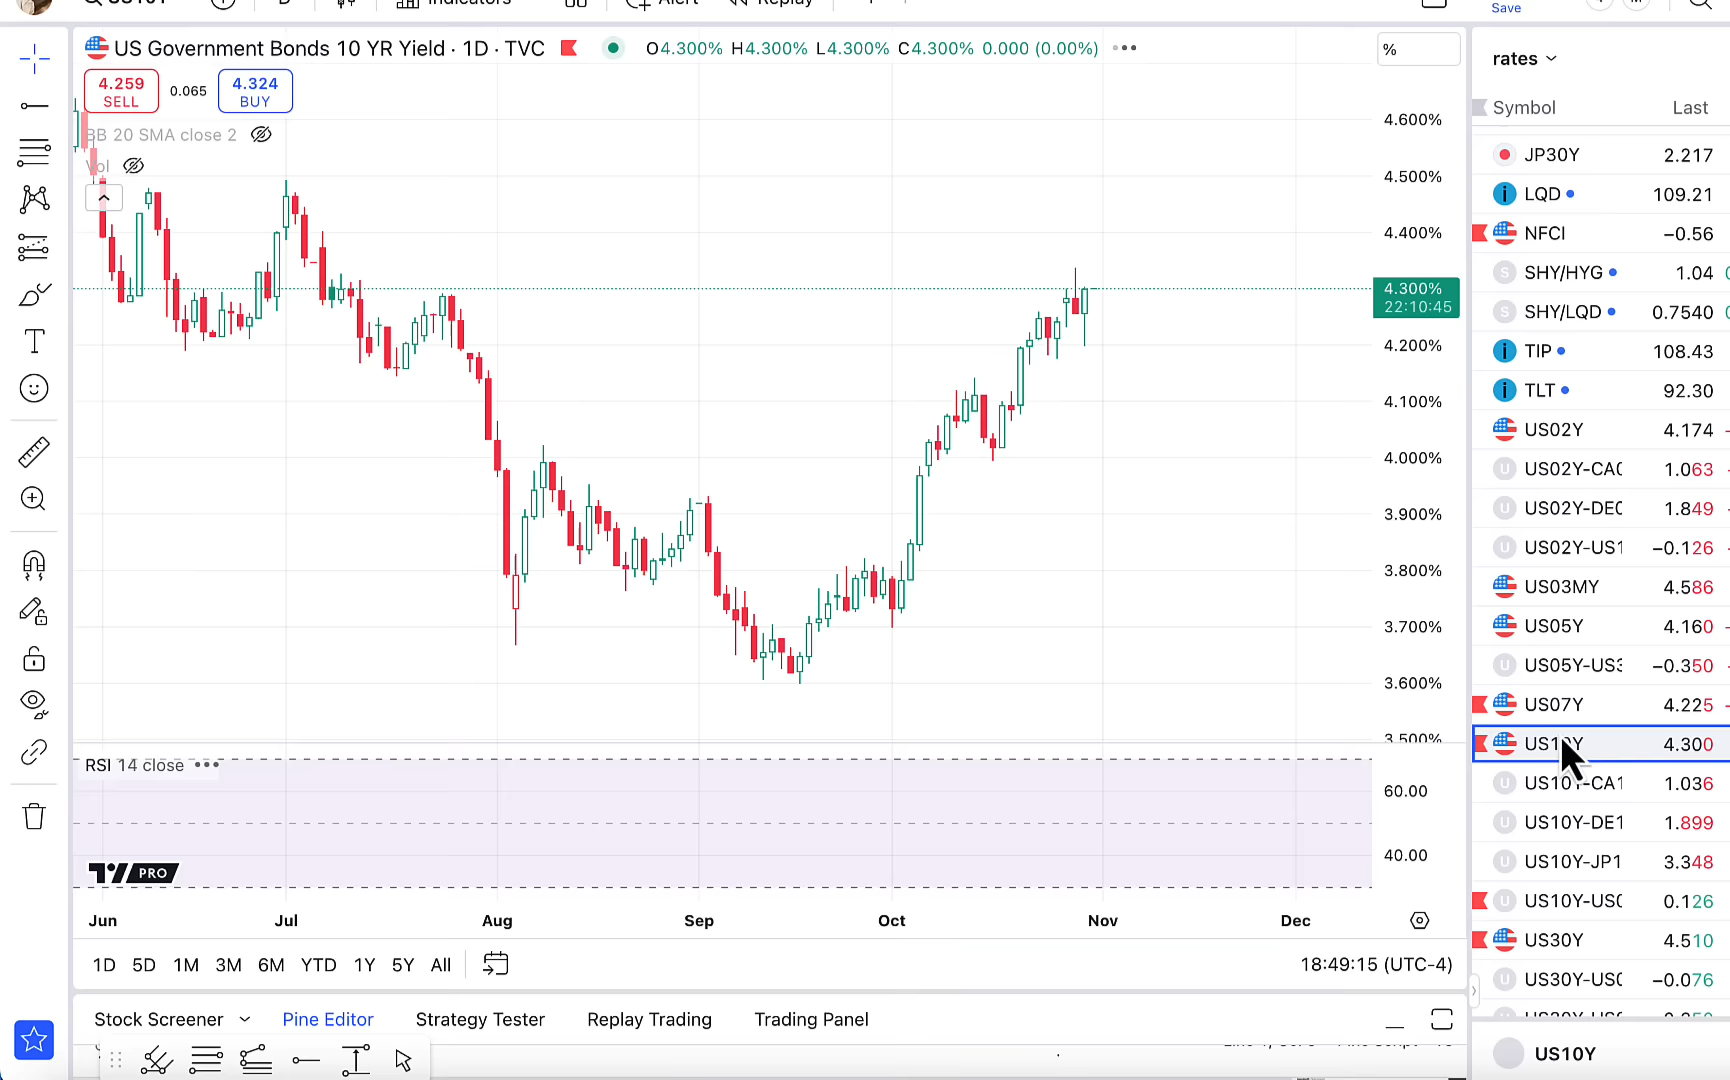 Indicators
Alert
Replay
Save
US Government Bonds 10 YR Yield · 1D · TVC
O4.300% H4.300% L4.300% C4.300% 0.000 (0.00%)
%
4.259
SELL
0.065
4.324
BUY
BB 20 SMA close 2
Vol
4.600%
4.500%
4.400%
4.300%
22:10:45
4.200%
4.100%
4.000%
3.900%
3.800%
3.700%
3.600%
3.500%
RSI 14 close
60.00
40.00
PRO
Jun Jul Aug Sep Oct Nov Dec
1D 5D 1M 3M 6M YTD 1Y 5Y All
18:49:15 (UTC-4)
Stock Screener Pine Editor Strategy Tester Replay Trading Trading Panel
rates
Symbol Last
JP30Y 2.217
LQD 109.21
NFCI −0.56
S SHY/HYG 1.04
S SHY/LQD 0.7540
TIP 108.43
TLT 92.30
US02Y 4.174
U US02Y-CA 1.063
U US02Y-DE 1.849
U US02Y-US1 −0.126
US03MY 4.586
US05Y 4.160
U US05Y-US3 −0.350
US07Y 4.225
US10Y 4.300
U US10Y-CA1 1.036
U US10Y-DE1 1.899
U US10Y-JP1 3.348
U US10Y-US 0.126
US30Y 4.510
U US30Y-US −0.076
US10Y